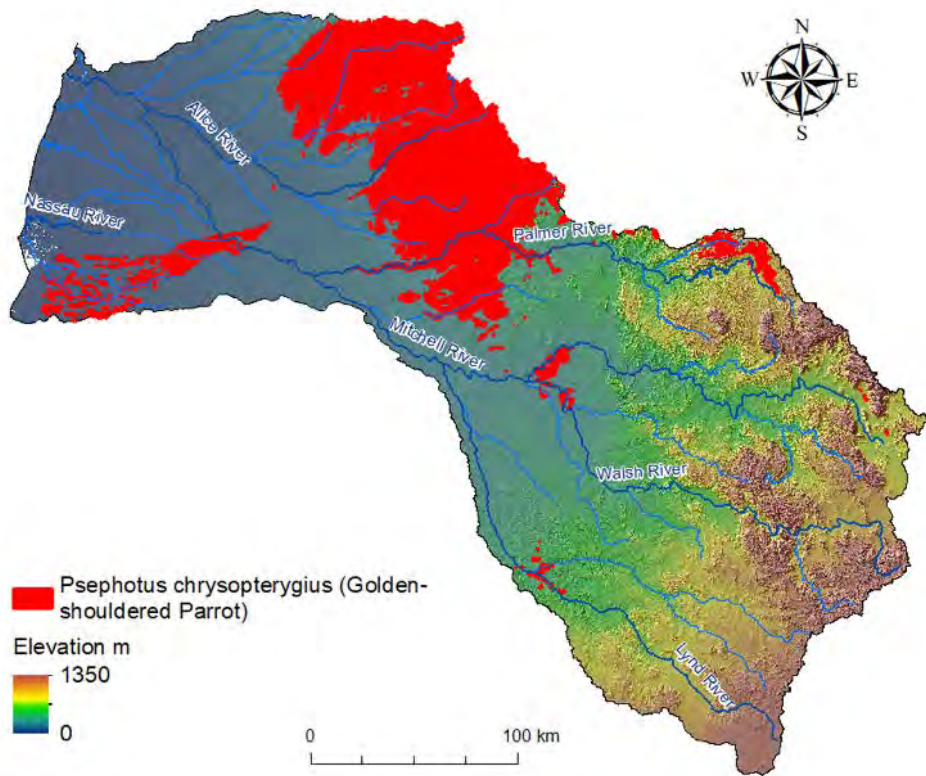 N
W E
S
Alice River
Nassau River
Palmer River
Mitchell River
Walsh River
Psephotus chrysopterygius (Golden-
shouldered Parrot)
Elevation m
1350
0
Lynd River
0 100 km